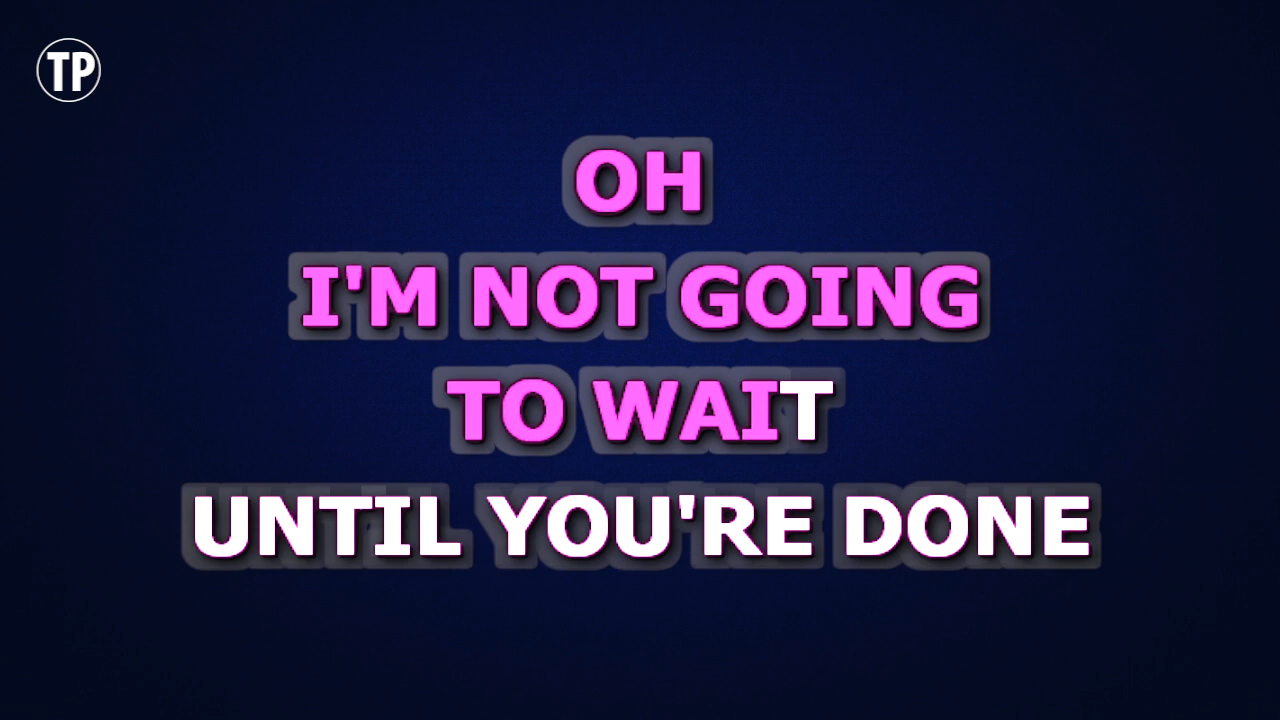 TP
OH
I'M NOT GOING
TO WAIT
UNTIL YOU'RE DONE